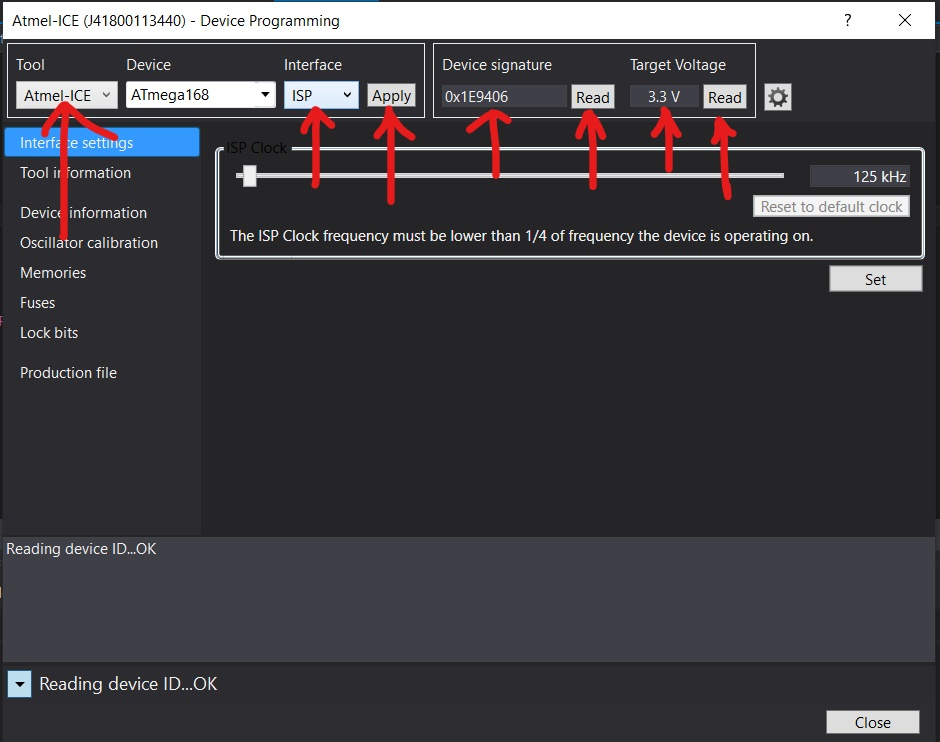 Atmel-ICE (J41800113440) - Device Programming
?
Tool Device Interface Device signature Target Voltage
Atmel-ICE ATmega168 ISP Apply 0x1E9406 Read 3.3 V Read
Interface settings
Tool information
Device information
Oscillator calibration
Memories
Fuses
Lock bits
Production file
ISP Clock
125 kHz
Reset to default clock
The ISP Clock frequency must be lower than 1/4 of frequency the device is operating on.
Set
Reading device ID...OK
Reading device ID...OK
Close